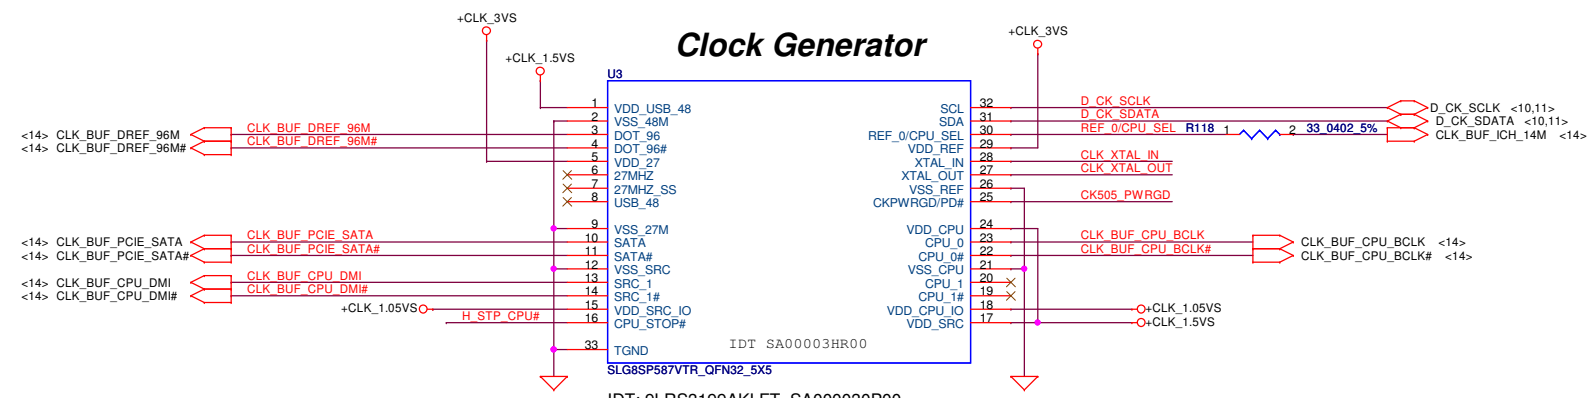 +CLK_3VS
Clock Generator
+CLK_3VS
+CLK_1.5VS
U3
1 VDD_USB_48 SCL 32 D_CK_SCLK D_CK_SCLK <10,11>
2 VSS_48M SDA 31 D_CK_SDATA D_CK_SDATA <10,11>
<14> CLK_BUF_DREF_96M CLK_BUF_DREF_96M 3 DOT_96 REF_0/CPU_SEL 30 REF_0/CPU_SEL R118 1 2 33_0402_5% CLK_BUF_ICH_14M <14>
<14> CLK_BUF_DREF_96M# CLK_BUF_DREF_96M# 4 DOT_96# VDD_REF 29
5 VDD_27 XTAL_IN 28 CLK_XTAL_IN
6 27MHZ XTAL_OUT 27 CLK_XTAL_OUT
7 27MHZ_SS VSS_REF 26
8 USB_48 CKPWRGD/PD# 25 CK505_PWRGD
9 VSS_27M VDD_CPU 24
<14> CLK_BUF_PCIE_SATA CLK_BUF_PCIE_SATA 10 SATA CPU_0 23 CLK_BUF_CPU_BCLK CLK_BUF_CPU_BCLK <14>
<14> CLK_BUF_PCIE_SATA# CLK_BUF_PCIE_SATA# 11 SATA# CPU_0# 22 CLK_BUF_CPU_BCLK# CLK_BUF_CPU_BCLK# <14>
12 VSS_SRC VSS_CPU 21
<14> CLK_BUF_CPU_DMI CLK_BUF_CPU_DMI 13 SRC_1 CPU_1 20
<14> CLK_BUF_CPU_DMI# CLK_BUF_CPU_DMI# 14 SRC_1# CPU_1# 19
+CLK_1.05VS 15 VDD_SRC_IO VDD_CPU_IO 18 +CLK_1.05VS
H_STP_CPU# 16 CPU_STOP# VDD_SRC 17 +CLK_1.5VS
33 TGND IDT SA00003HR00
SLG8SP587VTR_QFN32_5X5